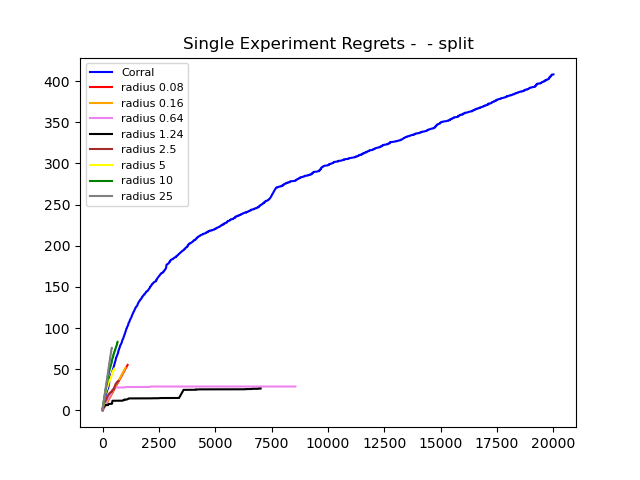 Single Experiment Regrets -  - split
400
350
300
250
200
150
100
50
0
Corral
radius 0.08
radius 0.16
radius 0.64
radius 1.24
radius 2.5
radius 5
radius 10
radius 25
0 2500 5000 7500 10000 12500 15000 17500 20000